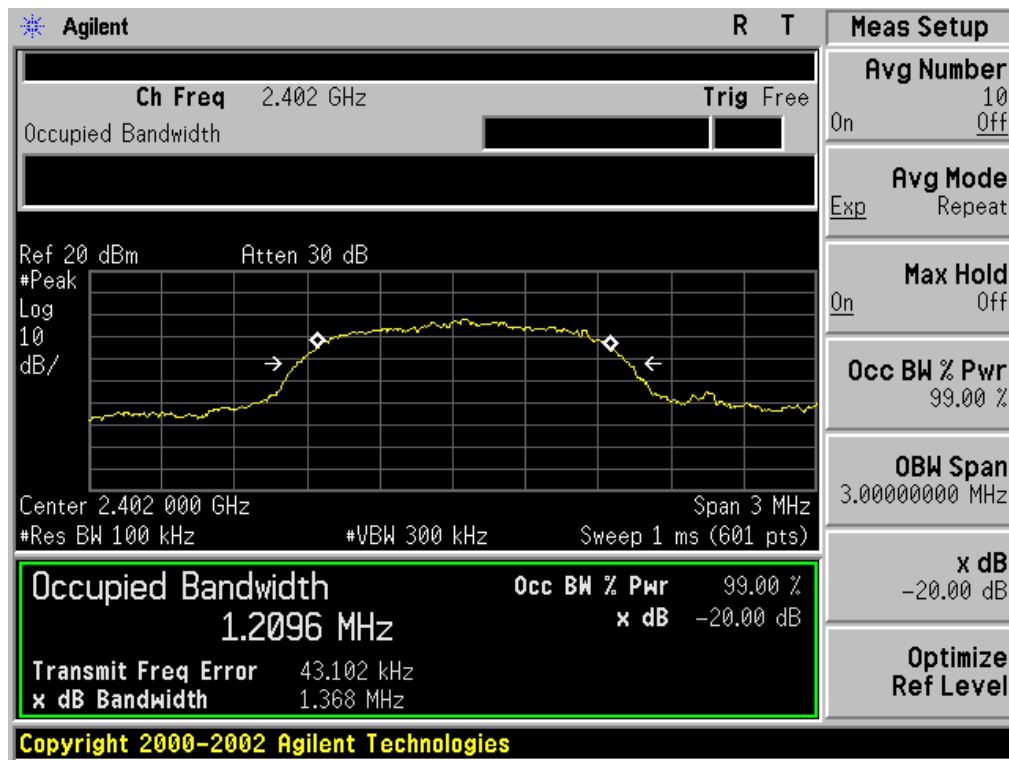 Agilent R T
Meas Setup
Ch Freq 2.402 GHz Trig Free
Occupied Bandwidth
Ref 20 dBm Atten 30 dB
#Peak
Log
10
dB/
Center 2.402 000 GHz Span 3 MHz
#Res BW 100 kHz #VBW 300 kHz Sweep 1 ms (601 pts)
Occupied Bandwidth
1.2096 MHz
Occ BW % Pwr 99.00 %
x dB -20.00 dB
Transmit Freq Error 43.102 kHz
x dB Bandwidth 1.368 MHz
Copyright 2000-2002 Agilent Technologies
Avg Number
10
On Off
Avg Mode
Exp Repeat
Max Hold
On Off
Occ BW % Pwr
99.00 %
OBW Span
3.00000000 MHz
x dB
-20.00 dB
Optimize
Ref Level